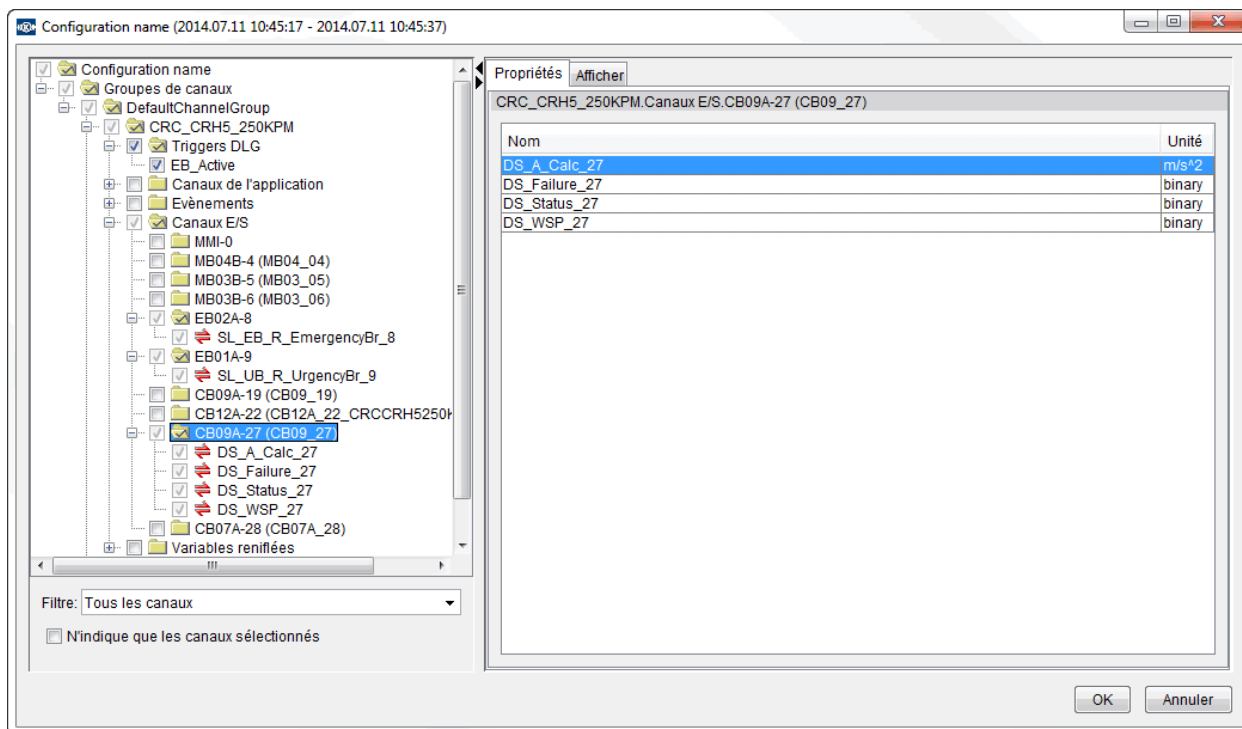 Configuration name (2014.07.11 10:45:17 - 2014.07.11 10:45:37)
Configuration name
Groupes de canaux
DefaultChannelGroup
CRC_CRH5_250KPM
Triggers DLG
EB_Active
Canaux de l'application
Evènements
Canaux E/S
MMI-0
MB04B-4 (MB04_04)
MB03B-5 (MB03_05)
MB03B-6 (MB03_06)
EB02A-8
SL_EB_R_EmergencyBr_8
EB01A-9
SL_UB_R_UrgencyBr_9
CB09A-19 (CB09_19)
CB12A-22 (CB12A_22_CRCCRH5250
CB09A-27 (CB09_27)
DS_A_Calc_27
DS_Failure_27
DS_Status_27
DS_WSP_27
CB07A-28 (CB07A_28)
Variables reniflées
Filtre: Tous les canaux
N'indique que les canaux sélectionnés
Propriétés Afficher
CRC_CRH5_250KPM.Canaux E/S.CB09A-27 (CB09_27)
Nom Unité
DS_A_Calc_27 m/s^2
DS_Failure_27 binary
DS_Status_27 binary
DS_WSP_27 binary
OK Annuler